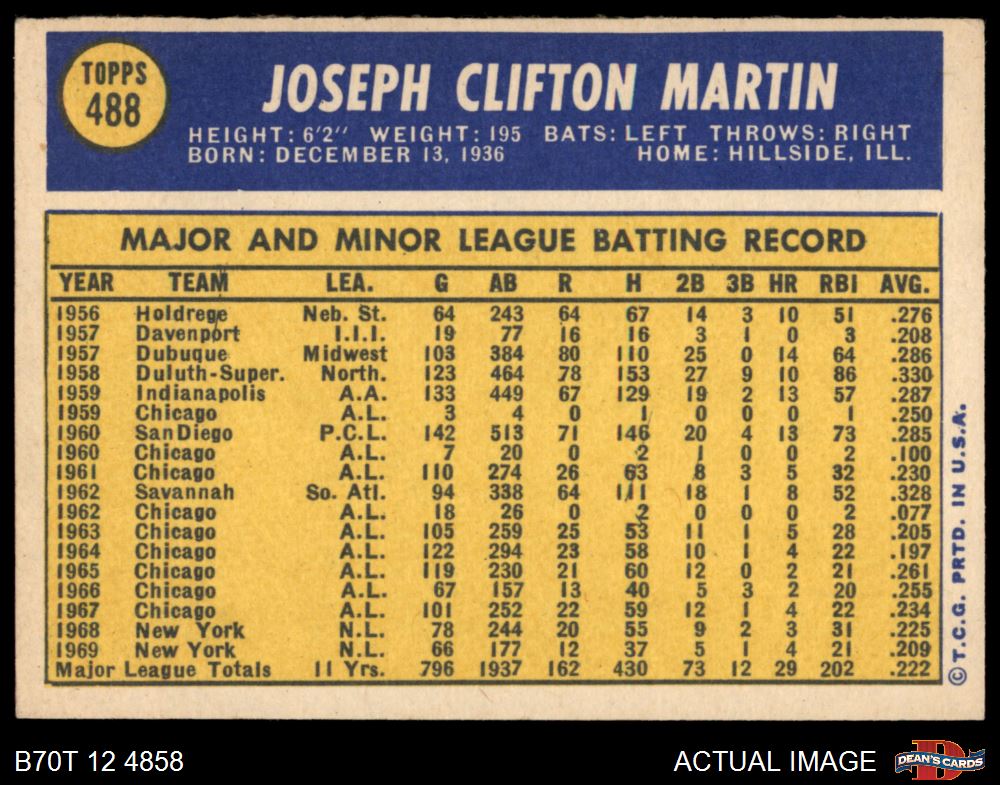 TOPPS
488
JOSEPH CLIFTON MARTIN
HEIGHT: 6'2" WEIGHT: 195 BATS: LEFT THROWS: RIGHT
BORN: DECEMBER 13, 1936 HOME: HILLSIDE, ILL.
MAJOR AND MINOR LEAGUE BATTING RECORD
YEAR TEAM LEA. G AB R H 2B 3B HR RBI AVG.
1956 Holdrege Neb. St. 64 243 64 67 14 3 10 51 .276
1957 Davenport I.I.I. 19 77 16 16 3 1 0 3 .208
1957 Dubuque Midwest 103 384 80 110 25 0 14 64 .286
1958 Duluth-Super. North. 123 464 78 153 27 9 10 86 .330
1959 Indianapolis A.A. 133 449 67 129 19 2 13 57 .287
1959 Chicago A.L. 3 4 0 1 0 0 0 1 .250
1960 San Diego P.C.L. 142 513 71 146 20 4 13 73 .285
1960 Chicago A.L. 7 20 0 2 1 0 0 2 .100
1961 Chicago A.L. 110 274 26 63 8 3 5 32 .230
1962 Savannah So. Atl. 94 338 64 111 18 1 8 52 .328
1962 Chicago A.L. 18 26 0 2 0 0 0 2 .077
1963 Chicago A.L. 105 259 25 53 11 1 5 28 .205
1964 Chicago A.L. 122 294 23 58 10 1 4 22 .197
1965 Chicago A.L. 119 230 21 60 12 0 2 21 .261
1966 Chicago A.L. 67 157 13 40 5 3 2 20 .255
1967 Chicago A.L. 101 252 22 59 12 1 4 22 .234
1968 New York N.L. 78 244 20 55 9 2 3 31 .225
1969 New York N.L. 66 177 12 37 5 1 4 21 .209
Major League Totals 11 Yrs. 796 1937 162 430 73 12 29 202 .222
©T.C.G. PRTD. IN U.S.A.
B70T 12 4858
ACTUAL IMAGE
D
DEAN'S CARDS